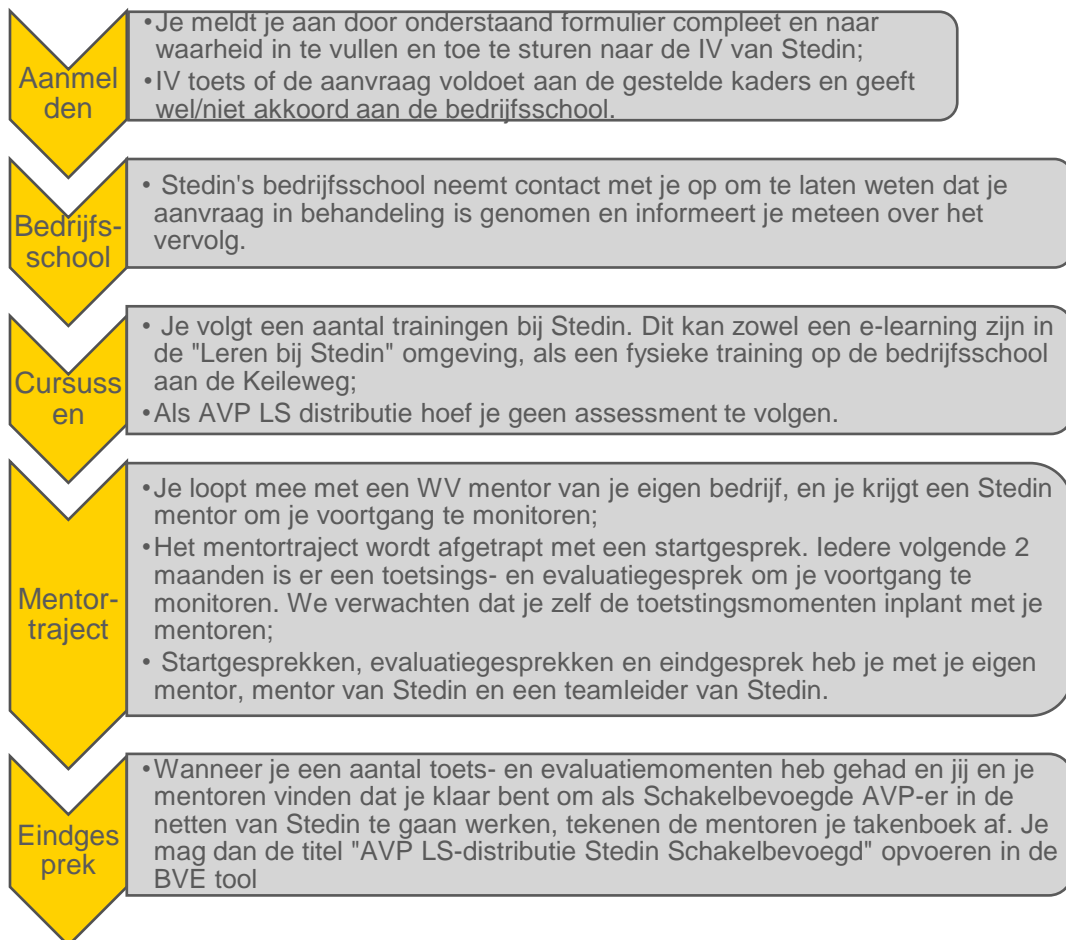 Aanmel
den
•Je meldt je aan door onderstaand formulier compleet en naar
waarheid in te vullen en toe te sturen naar de IV van Stedin;
•IV toets of de aanvraag voldoet aan de gestelde kaders en geeft
wel/niet akkoord aan de bedrijfsschool.
Bedrijfs-
school
• Stedin's bedrijfsschool neemt contact met je op om te laten weten dat je
aanvraag in behandeling is genomen en informeert je meteen over het
vervolg.
Cursuss
en
• Je volgt een aantal trainingen bij Stedin. Dit kan zowel een e-learning zijn in
de "Leren bij Stedin" omgeving, als een fysieke training op de bedrijfsschool
aan de Keileweg;
•Als AVP LS distributie hoef je geen assessment te volgen.
Mentor-
traject
•Je loopt mee met een WV mentor van je eigen bedrijf, en je krijgt een Stedin
mentor om je voortgang te monitoren;
•Het mentortraject wordt afgetrapt met een startgesprek. Iedere volgende 2
maanden is er een toetsings- en evaluatiegesprek om je voortgang te
monitoren. We verwachten dat je zelf de toetstingsmomenten inplant met je
mentoren;
• Startgesprekken, evaluatiegesprekken en eindgesprek heb je met je eigen
mentor, mentor van Stedin en een teamleider van Stedin.
Eindges
prek
•Wanneer je een aantal toets- en evaluatiemomenten heb gehad en jij en je
mentoren vinden dat je klaar bent om als Schakelbevoegde AVP-er in de
netten van Stedin te gaan werken, tekenen de mentoren je takenboek af. Je
mag dan de titel "AVP LS-distributie Stedin Schakelbevoegd" opvoeren in de
BVE tool